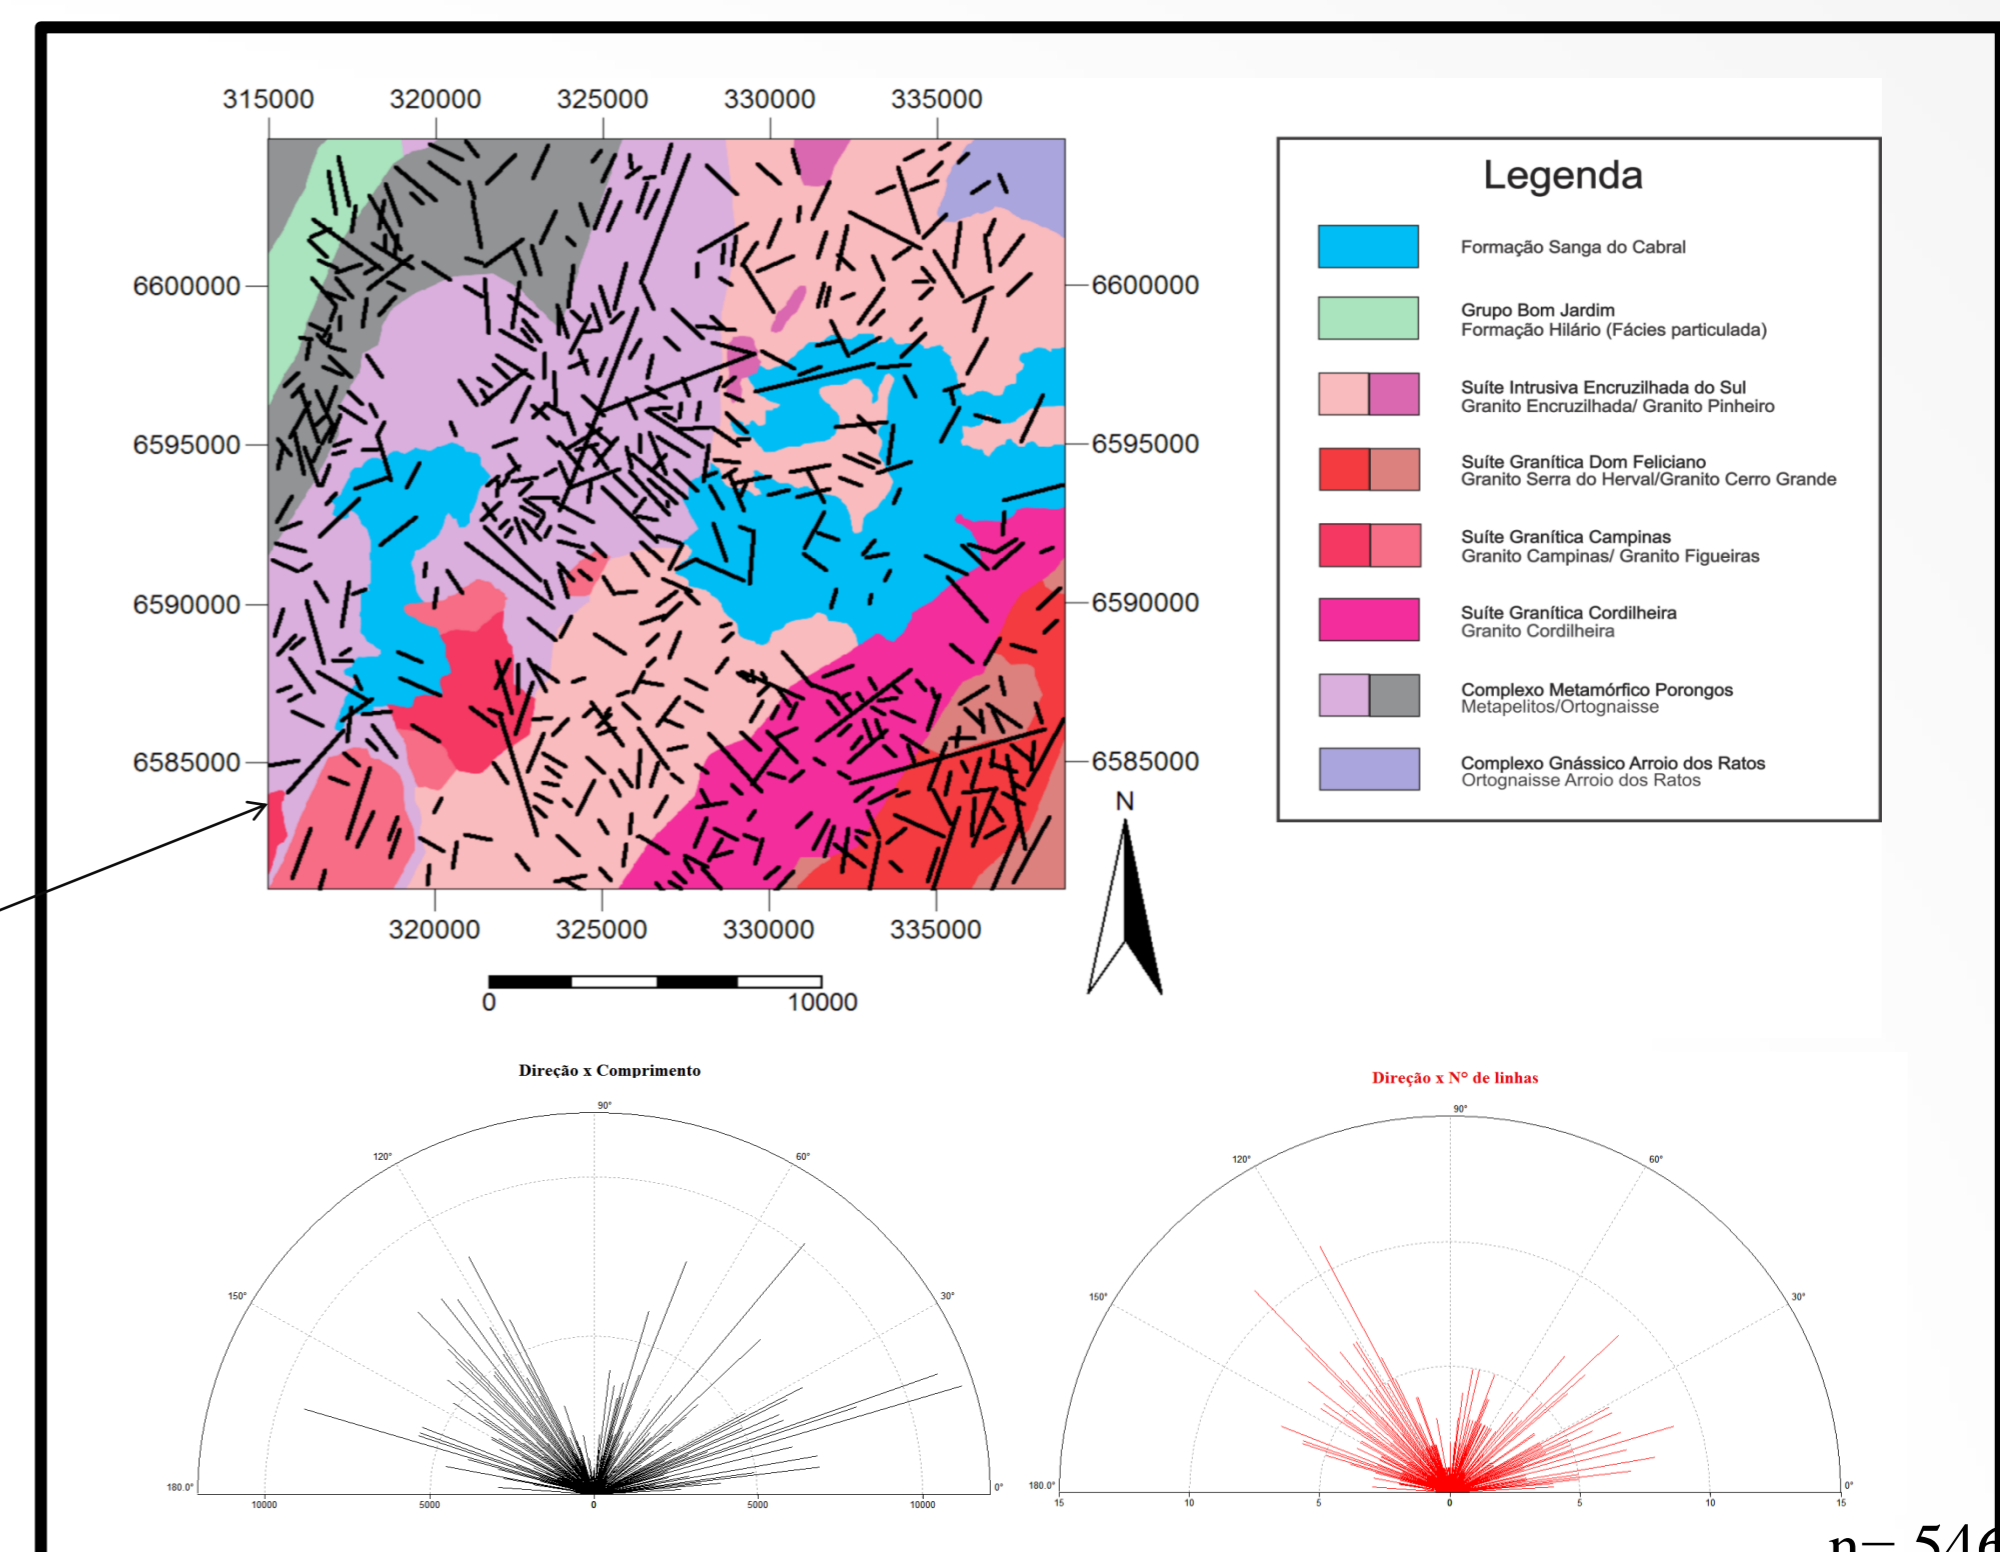 315000 320000 325000 330000 335000
6600000
6595000
6590000
6585000
6600000
6595000
6590000
6585000
320000 325000 330000 335000
0 10000
N
Legenda
Formação Sanga do Cabral
Grupo Bom Jardim
Formação Hilário (Fácies particulada)
Suíte Intrusiva Encruzilhada do Sul
Granito Encruzilhada/ Granito Pinheiro
Suíte Granítica Dom Feliciano
Granito Serra do Herval/Granito Cerro Grande
Suíte Granítica Campinas
Granito Campinas/ Granito Figueiras
Suíte Granítica Cordilheira
Granito Cordilheira
Complexo Metamórfico Porongos
Metapelitos/Ortognaisse
Complexo Gnássico Arroio dos Ratos
Ortognaisse Arroio dos Ratos
Direção x Comprimento
90°
120° 60°
150° 30°
180.0° 0°
10000 5000 0 5000 10000
Direção x N° de linhas
90°
120° 60°
150° 30°
180.0° 0°
15 10 5 0 5 10 15
n= 546